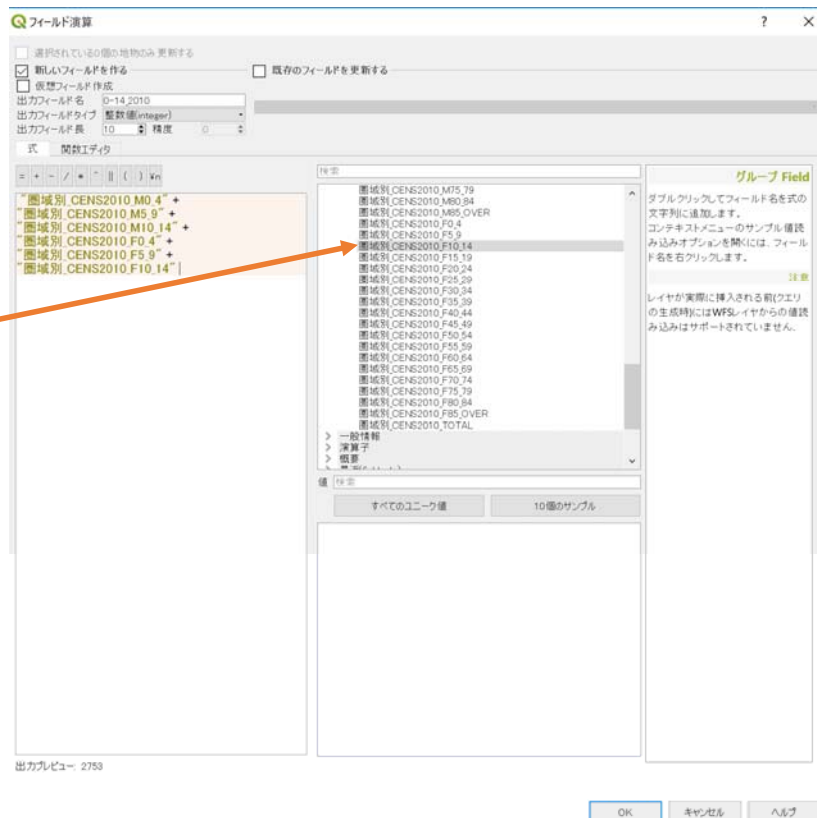 フィールド演算
? ×
選択されている0個の地物のみ更新する
新しいフィールドを作る
既存のフィールドを更新する
仮想フィールド作成
出力フィールド名 0-14_2010
出力フィールドタイプ 整数値(integer)
出力フィールド長 10 精度 0
式 関数エディタ
= + - / * ^ || ( ) ¥n
"圏域別_CENS2010_M0_4" +
"圏域別_CENS2010_M5_9" +
"圏域別_CENS2010_M10_14" +
"圏域別_CENS2010_F0_4" +
"圏域別_CENS2010_F5_9" +
"圏域別_CENS2010_F10_14"
検索
圏域別_CENS2010_M75_79
圏域別_CENS2010_M80_84
圏域別_CENS2010_M85_OVER
圏域別_CENS2010_F0_4
圏域別_CENS2010_F5_9
圏域別_CENS2010_F10_14
圏域別_CENS2010_F15_19
圏域別_CENS2010_F20_24
圏域別_CENS2010_F25_29
圏域別_CENS2010_F30_34
圏域別_CENS2010_F35_39
圏域別_CENS2010_F40_44
圏域別_CENS2010_F45_49
圏域別_CENS2010_F50_54
圏域別_CENS2010_F55_59
圏域別_CENS2010_F60_64
圏域別_CENS2010_F65_69
圏域別_CENS2010_F70_74
圏域別_CENS2010_F75_79
圏域別_CENS2010_F80_84
圏域別_CENS2010_F85_OVER
圏域別_CENS2010_TOTAL
> 一般情報
> 演算子
> 概要
値 検索
すべてのユニーク値 10個のサンプル
グループ Field
ダブルクリックしてフィールド名を式の
文字列に追加します。
コンテキストメニューのサンプル値読
み込みオプションを開くには、フィール
ド名を右クリックします。
注意
レイヤが実際に挿入される前(クエリ
の生成時)にはWFSレイヤからの値読
み込みはサポートされていません.
出力プレビュー: 2753
OK キャンセル ヘルプ